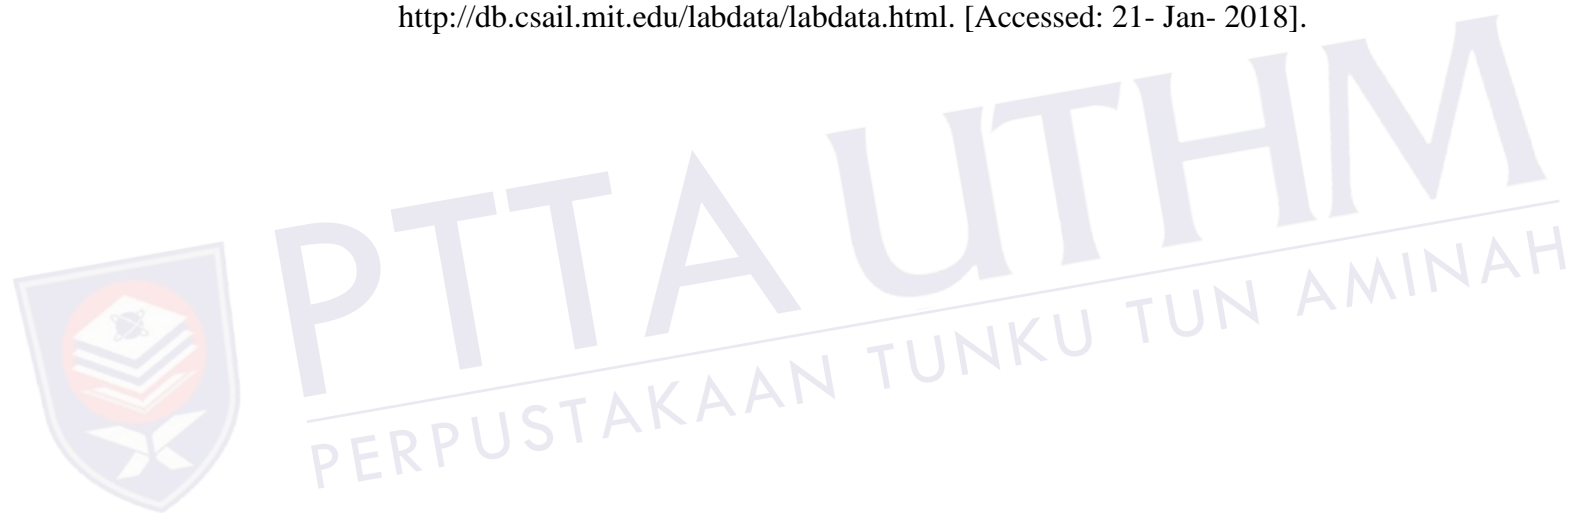 http://db.csail.mit.edu/labdata/labdata.html. [Accessed: 21- Jan- 2018].
PTTA UTHM
PERPUSTAKAAN TUNKU TUN AMINAH